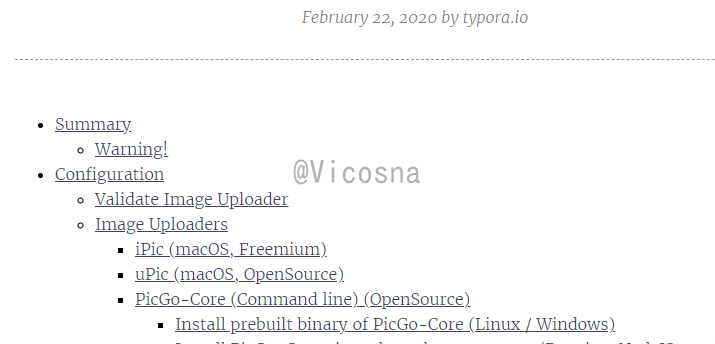 February 22, 2020 by typora.io
Summary
Warning!
Configuration
@Vicosna
Validate Image Uploader
Image Uploaders
iPic (macOS, Freemium)
uPic (macOS, OpenSource)
PicGo-Core (Command line) (OpenSource)
Install prebuilt binary of PicGo-Core (Linux / Windows)